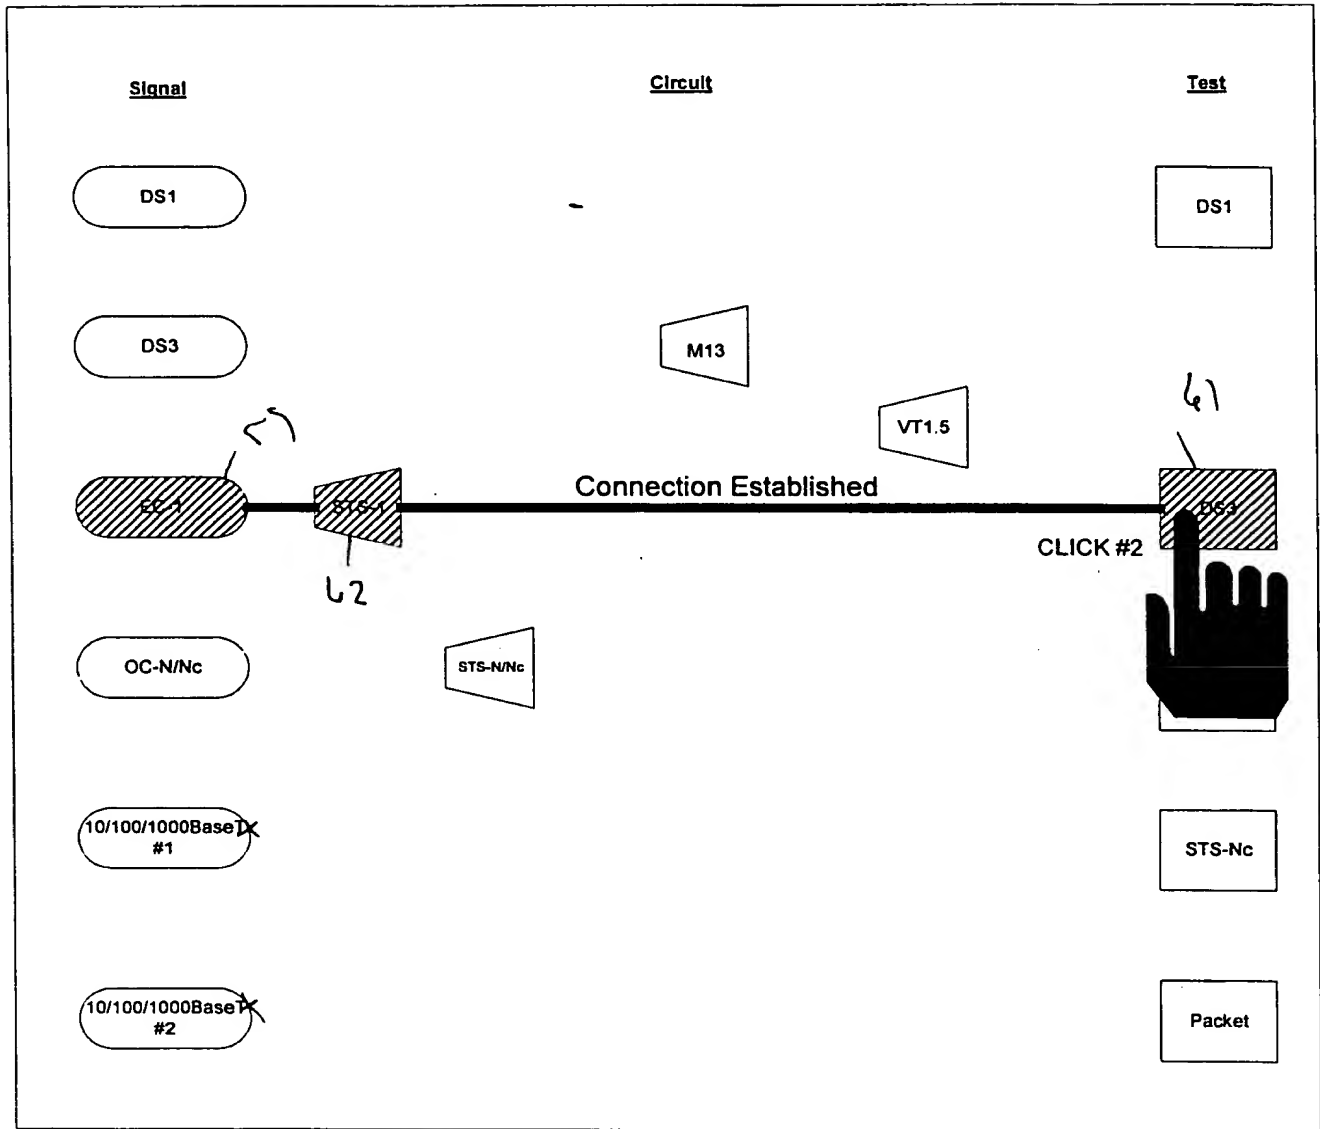 Signal
Circuit
Test
DS1
DS1
DS3
M13
VT1.5
61
EC-1
STS-1
Connection Established
DS3
CLICK #2
62
OC-N/Nc
STS-N/Nc
10/100/1000BaseTx
#1
STS-Nc
10/100/1000BaseTx
#2
Packet